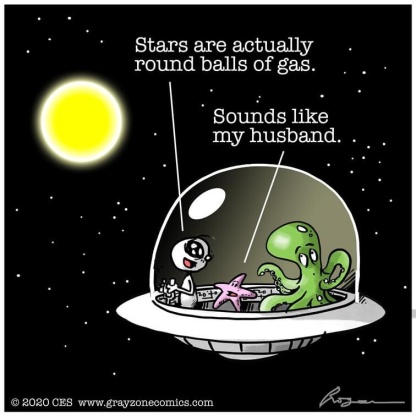 Stars are actually
round balls of gas.
Sounds like
my husband.
© 2020 CES www.grayzonecomics.com